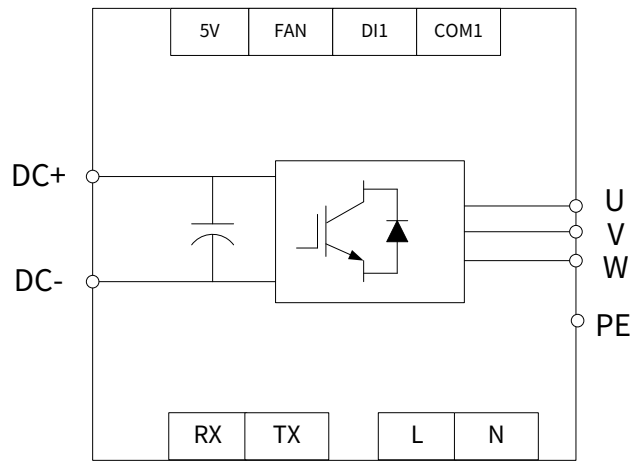 5V FAN DI1 COM1
DC+
U
V
DC-
W
PE
RX TX L N